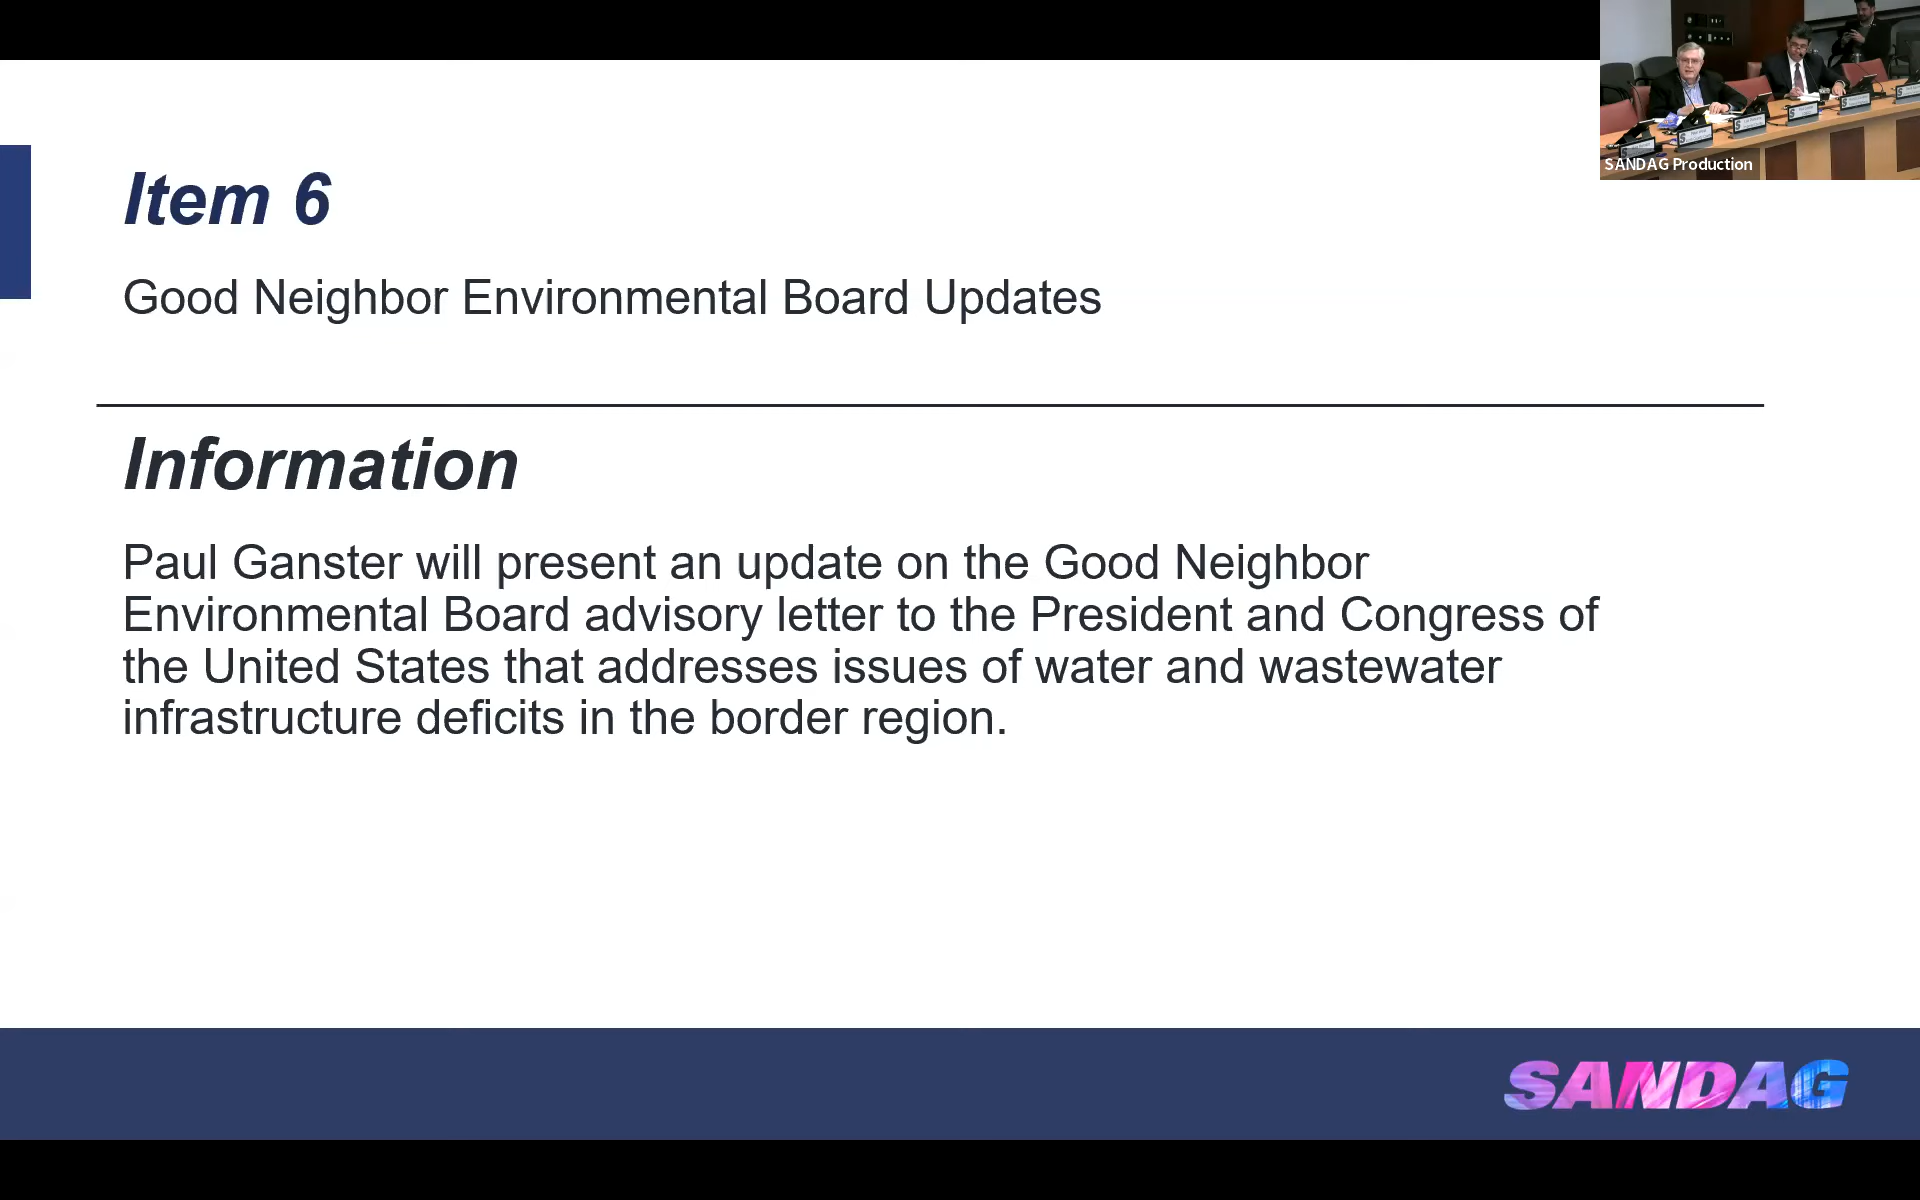 SANDAG Production
Item 6
Good Neighbor Environmental Board Updates
Information
Paul Ganster will present an update on the Good Neighbor
Environmental Board advisory letter to the President and Congress of
the United States that addresses issues of water and wastewater
infrastructure deficits in the border region.
SANDAG